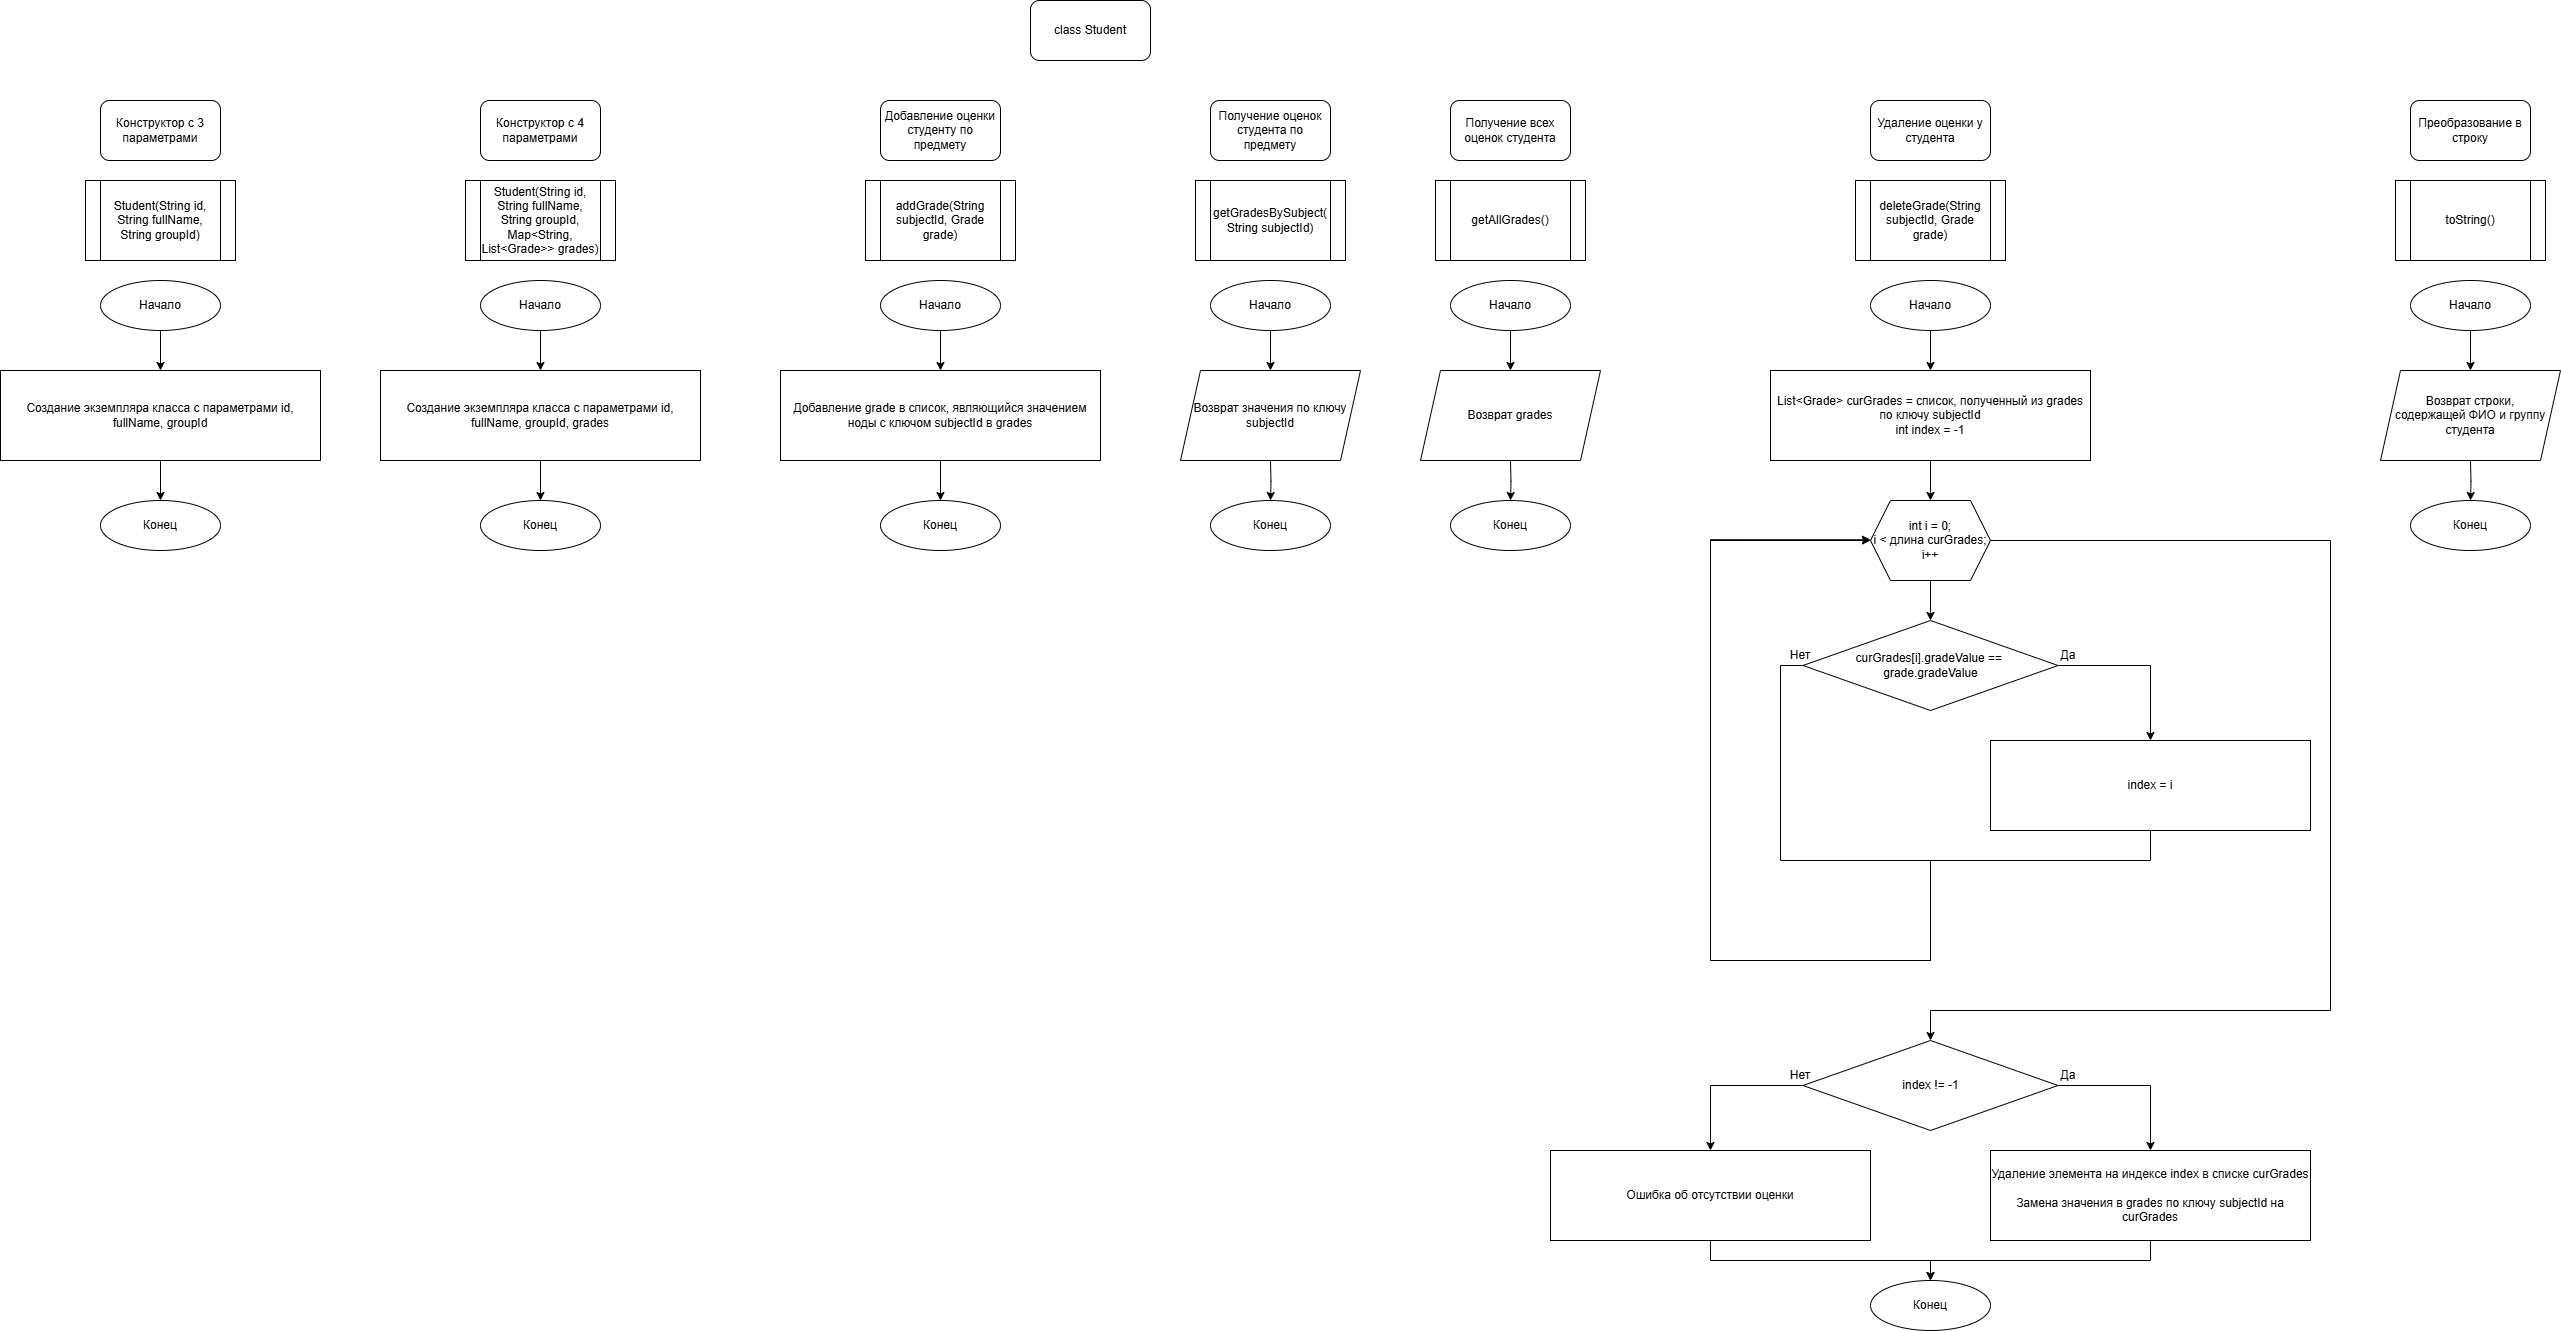 class Student
Конструктор с 3
параметрами
Student(String id,
String fullName,
String groupId)
Начало
Создание экземпляра класса с параметрами id,
fullName, groupId
Конец
Конструктор с 4
параметрами
Student(String id,
String fullName,
String groupId,
Map<String,
List<Grade>> grades)
Начало
Создание экземпляра класса с параметрами id,
fullName, groupId, grades
Конец
Добавление оценки
студенту по
предмету
addGrade(String
subjectId, Grade
grade)
Начало
Добавление grade в список, являющийся значением
ноды с ключом subjectId в grades
Конец
Получение оценок
студента по
предмету
getGradesBySubject(
String subjectId)
Начало
Возврат значения по ключу
subjectId
Конец
Получение всех
оценок студента
getAllGrades()
Начало
Возврат grades
Конец
Удаление оценки у
студента
deleteGrade(String
subjectId, Grade
grade)
Начало
List<Grade> curGrades = список, полученный из grades
по ключу subjectId
int index = -1
int i = 0;
i < длина curGrades;
i++
Нет
curGrades[i].gradeValue ==
grade.gradeValue
Да
index = i
Нет
index != -1
Да
Ошибка об отсутствии оценки
Удаление элемента на индексе index в списке curGrades
Замена значения в grades по ключу subjectId на
curGrades
Конец
Преобразование в
строку
toString()
Начало
Возврат строки,
содержащей ФИО и группу
студента
Конец